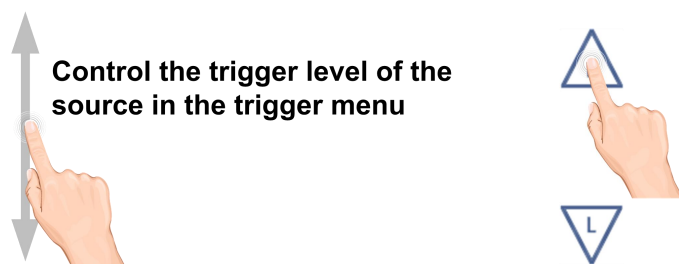 Control the trigger level of the
source in the trigger menu
L